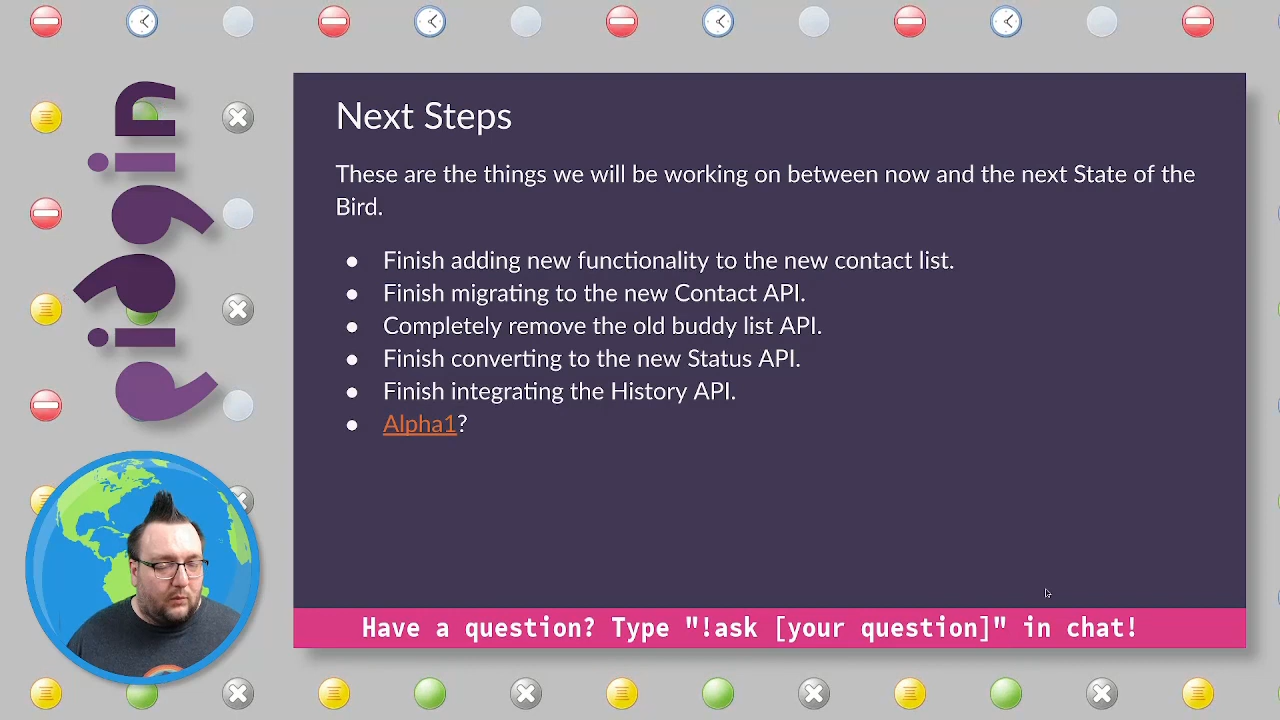 pidgin
Next Steps
These are the things we will be working on between now and the next State of the
Bird.
● Finish adding new functionality to the new contact list.
● Finish migrating to the new Contact API.
● Completely remove the old buddy list API.
● Finish converting to the new Status API.
● Finish integrating the History API.
● Alpha1?
Have a question? Type "!ask [your question]" in chat!